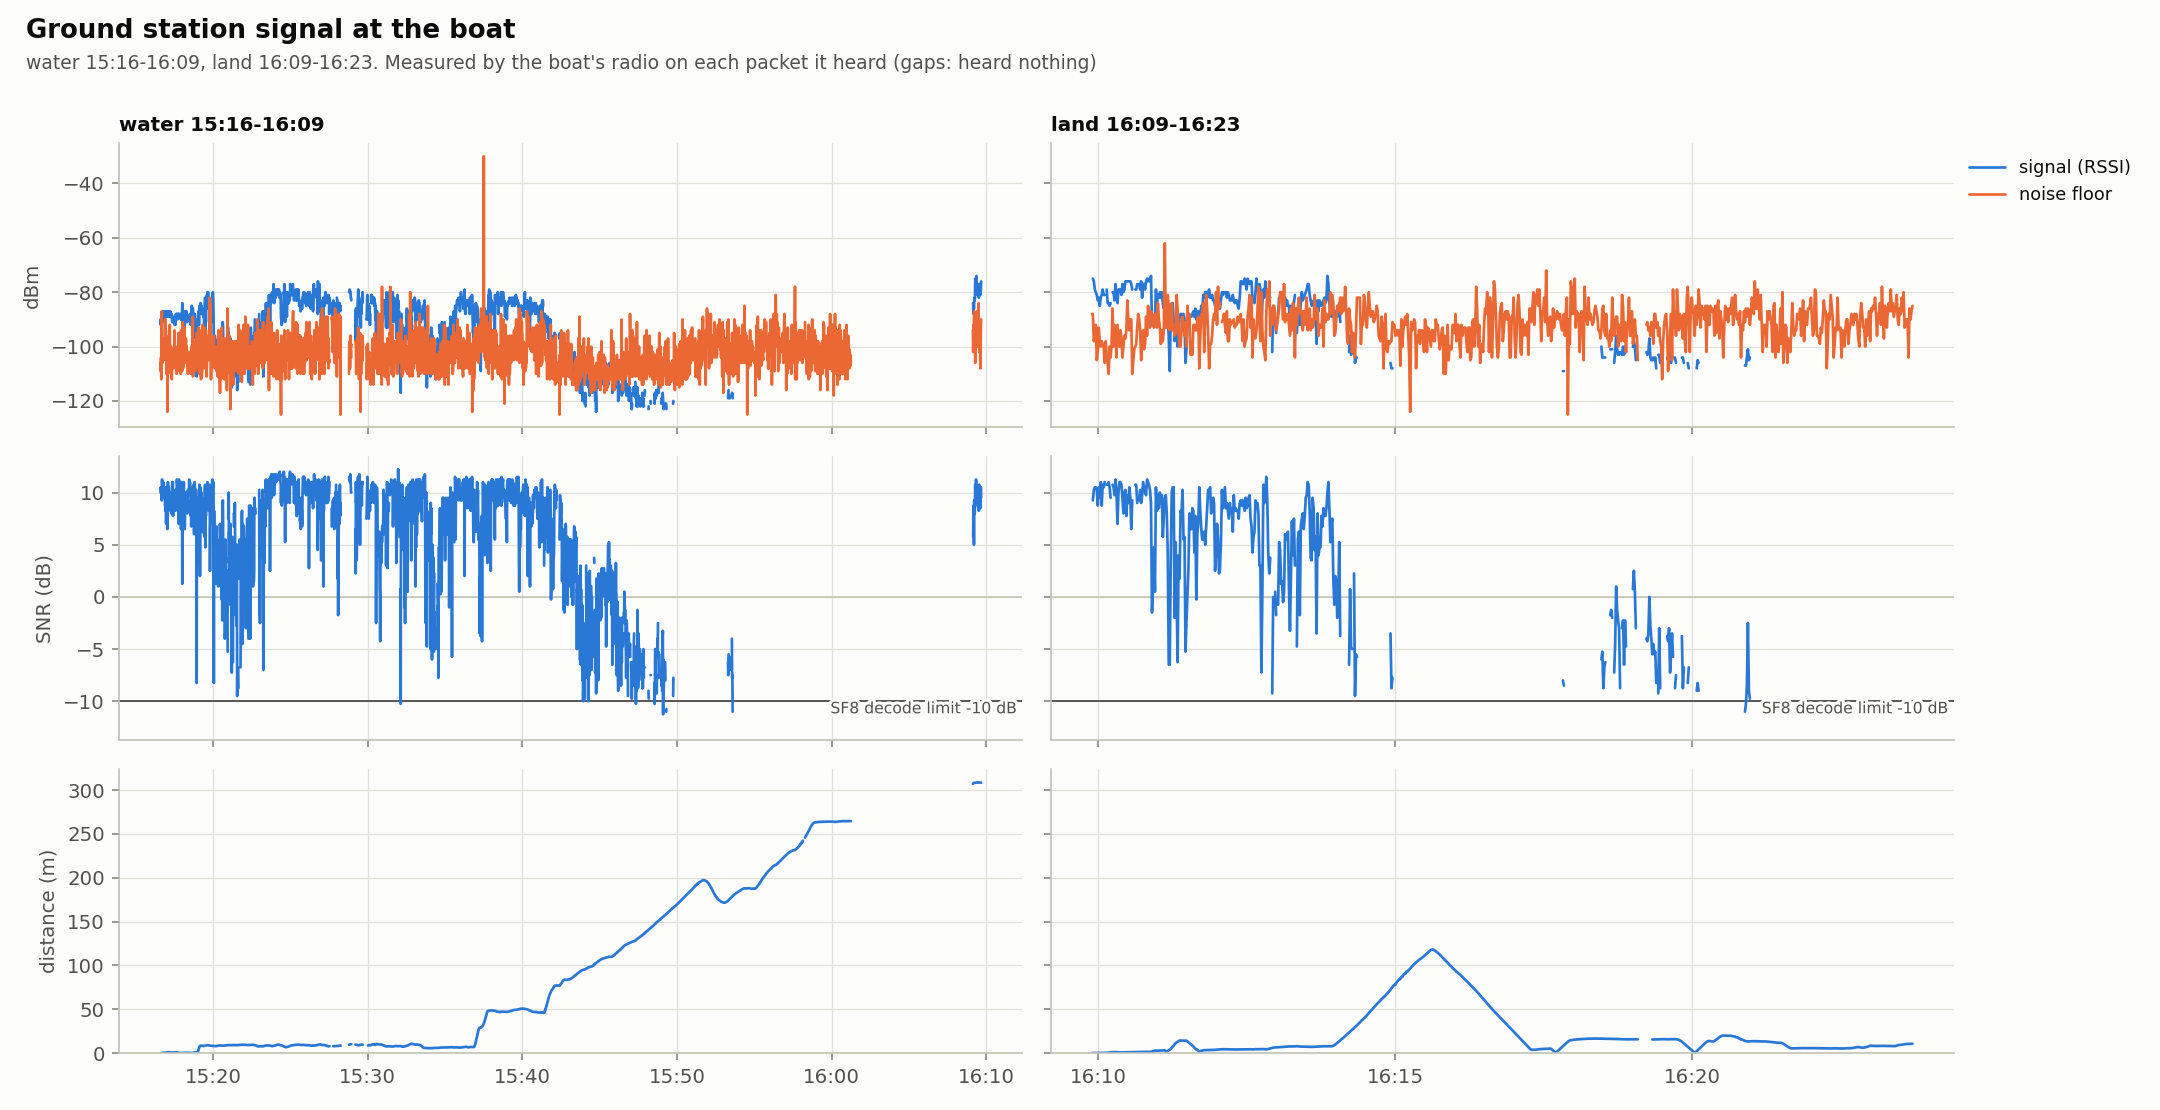 Ground station signal at the boat
water 15:16-16:09, land 16:09-16:23. Measured by the boat's radio on each packet it heard (gaps: heard nothing)
water 15:16-16:09
land 16:09-16:23
signal (RSSI)
noise floor
dBm
−40
−60
−80
−100
−120
SNR (dB)
10
5
0
−5
−10
SF8 decode limit -10 dB
SF8 decode limit -10 dB
distance (m)
300
250
200
150
100
50
0
15:20 15:30 15:40 15:50 16:00 16:10
16:10 16:15 16:20